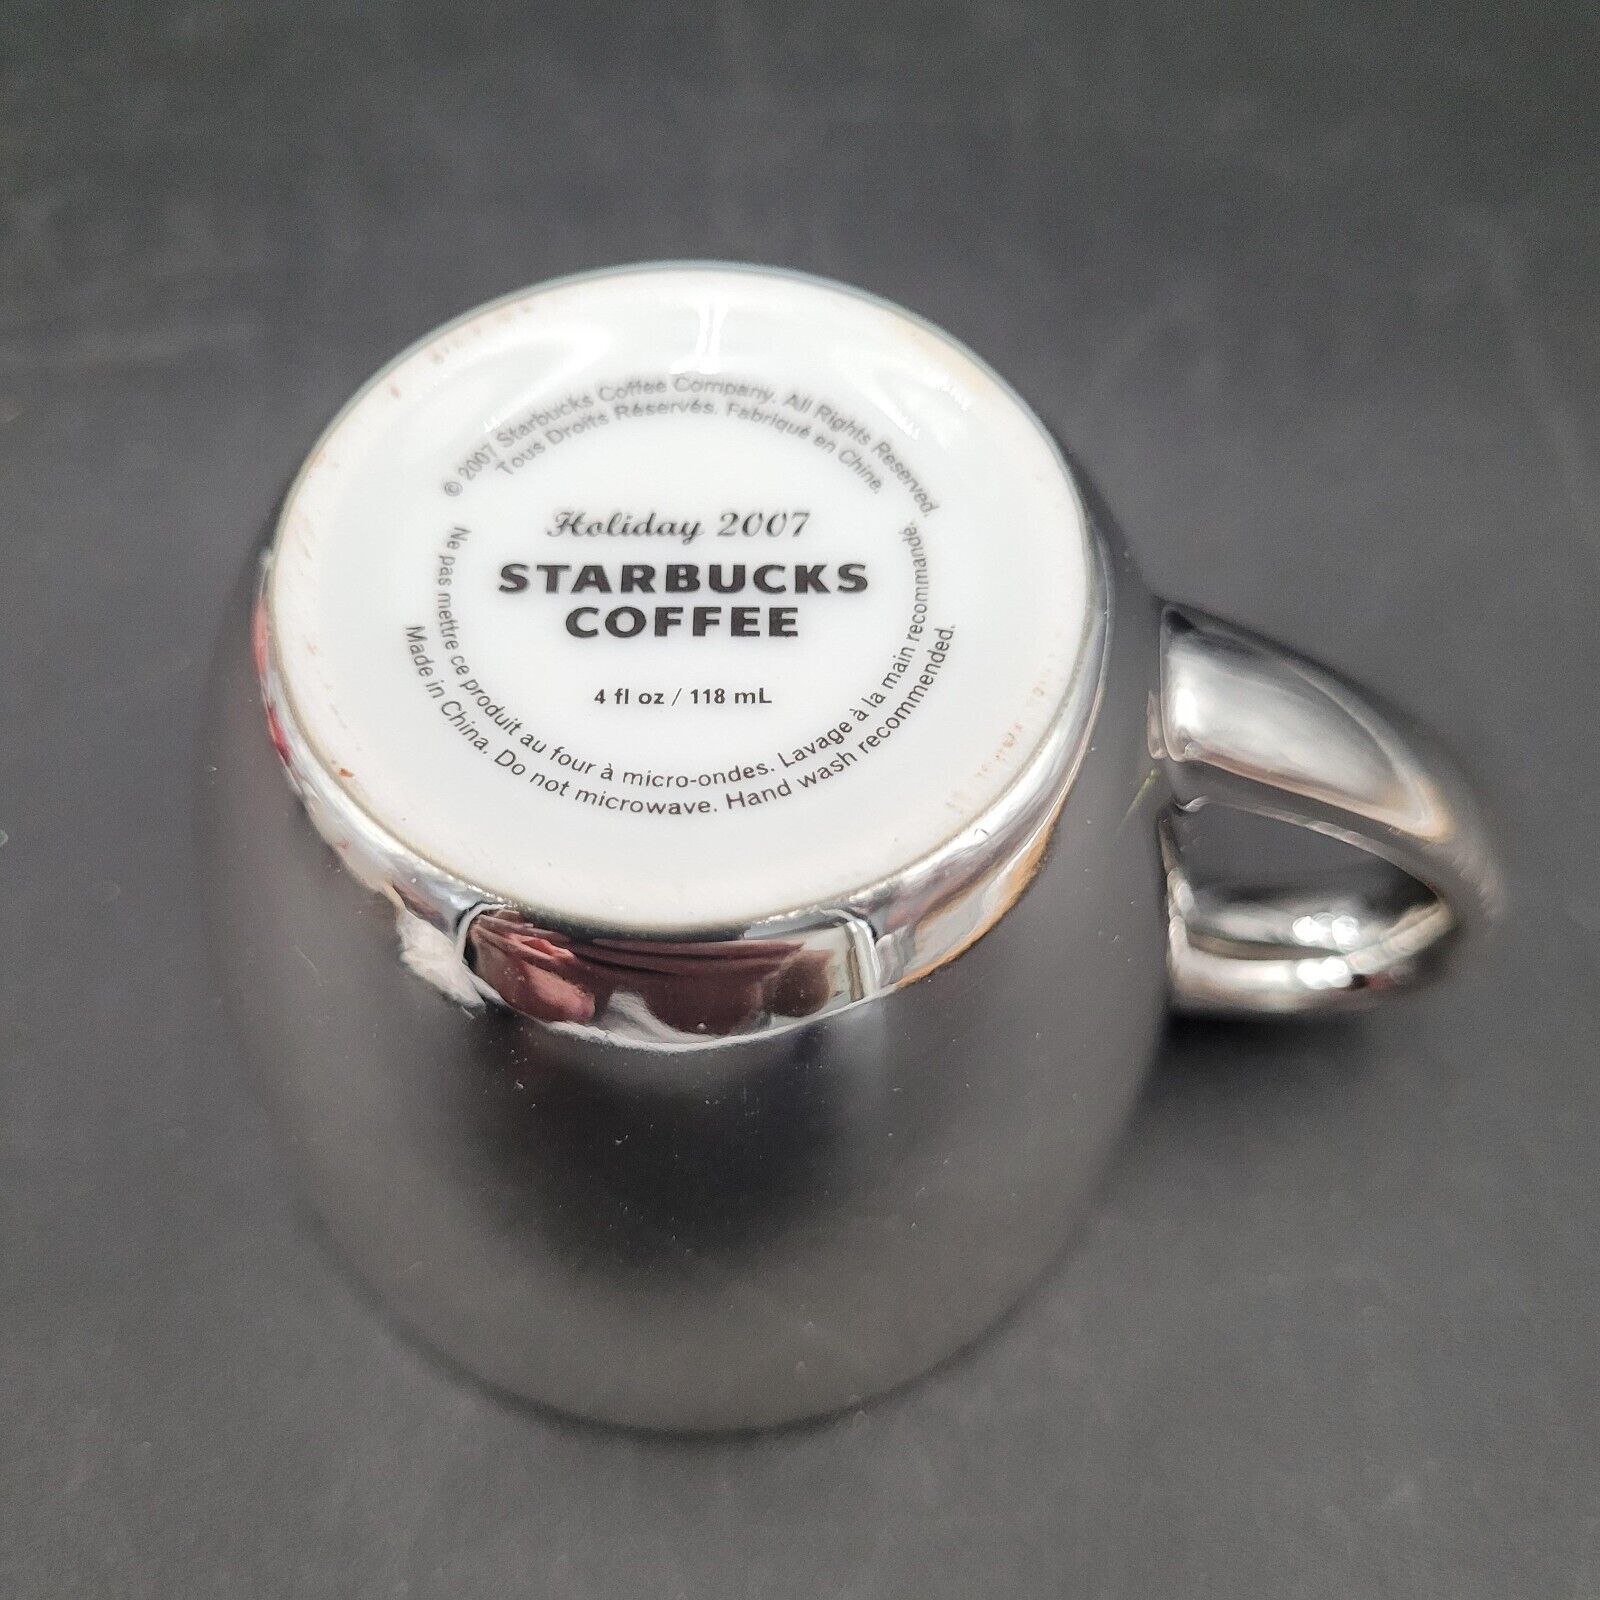 © 2007 Starbucks Coffee Company. All Rights Reserved.
Tous Droits Réservés. Fabriqué en Chine.
Holiday 2007
STARBUCKS
COFFEE
4 fl oz / 118 mL
Ne pas mettre ce produit au four à micro-ondes. Lavage à la main recommandé.
Made in China. Do not microwave. Hand wash recommended.